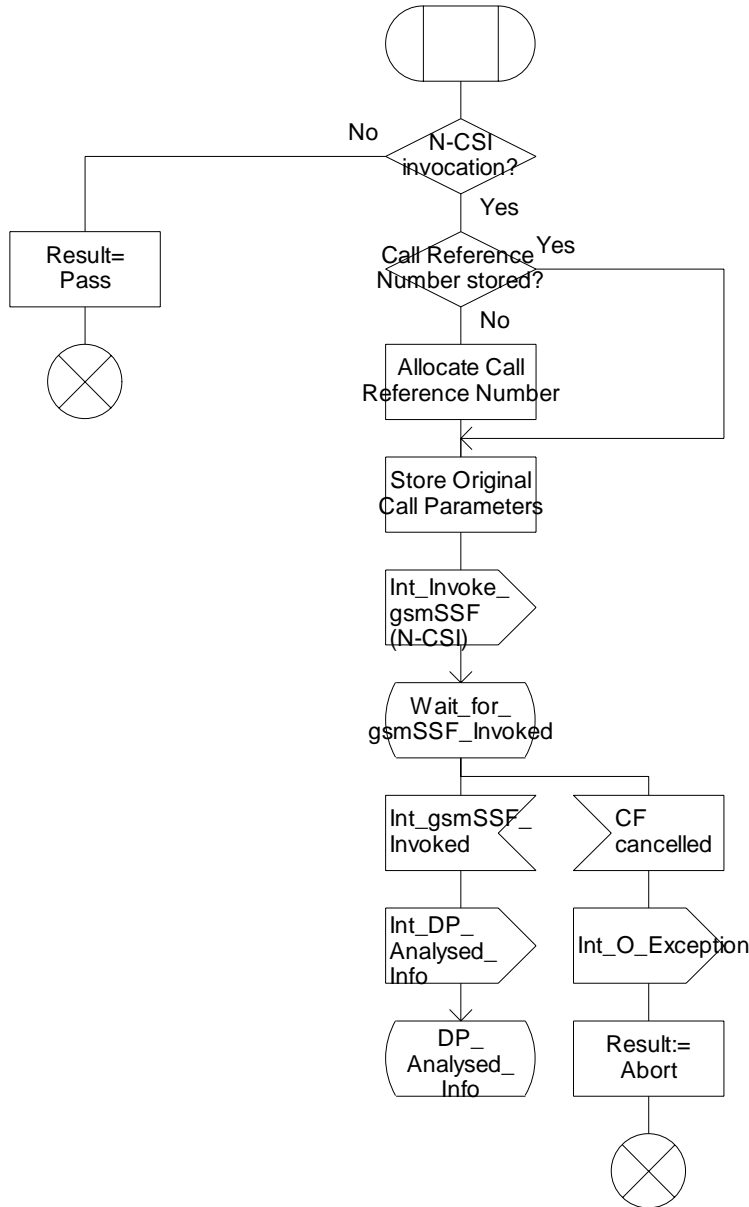 No
N-CSI
invocation?
Yes
Result=
Pass
Call Reference
Number stored?
Yes
No
Allocate Call
Reference Number
Store Original
Call Parameters
Int_Invoke_
gsmSSF
(N-CSI)
Wait_for_
gsmSSF_Invoked
Int_gsmSSF_
Invoked
CF
cancelled
Int_DP_
Analysed_
Info
Int_O_Exception
DP_
Analysed_
Info
Result:=
Abort